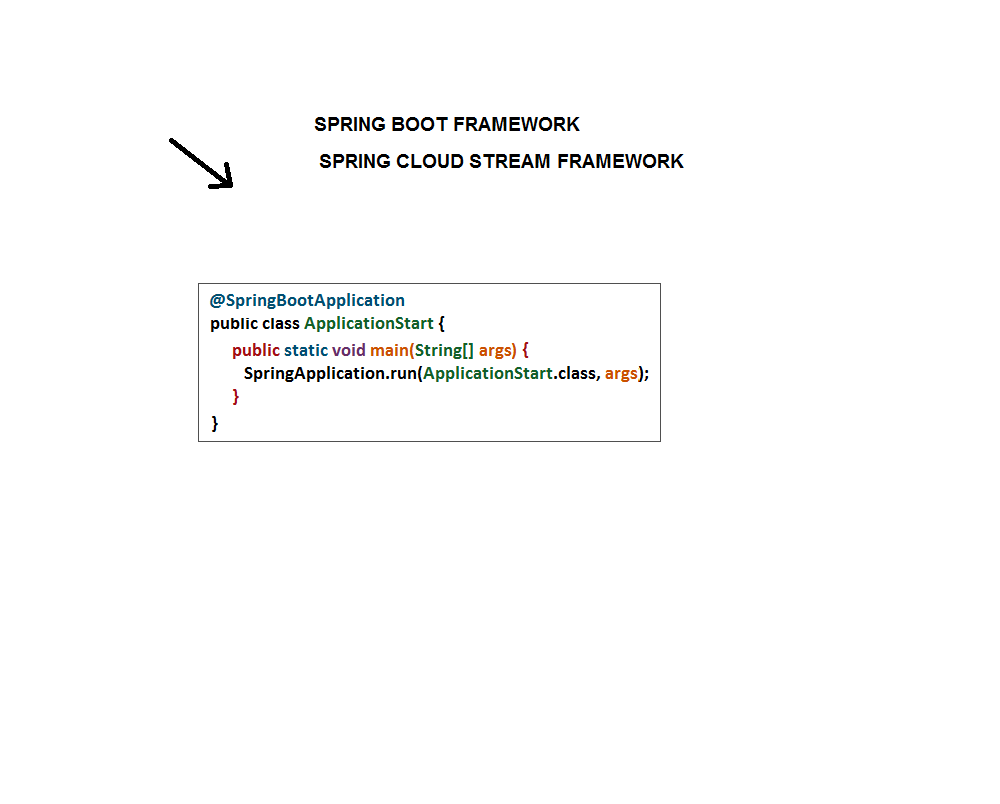 SPRING BOOT FRAMEWORK
SPRING CLOUD STREAM FRAMEWORK
@SpringBootApplication
public class ApplicationStart {
public static void main(String[] args) {
SpringApplication.run(ApplicationStart.class, args);
}
}